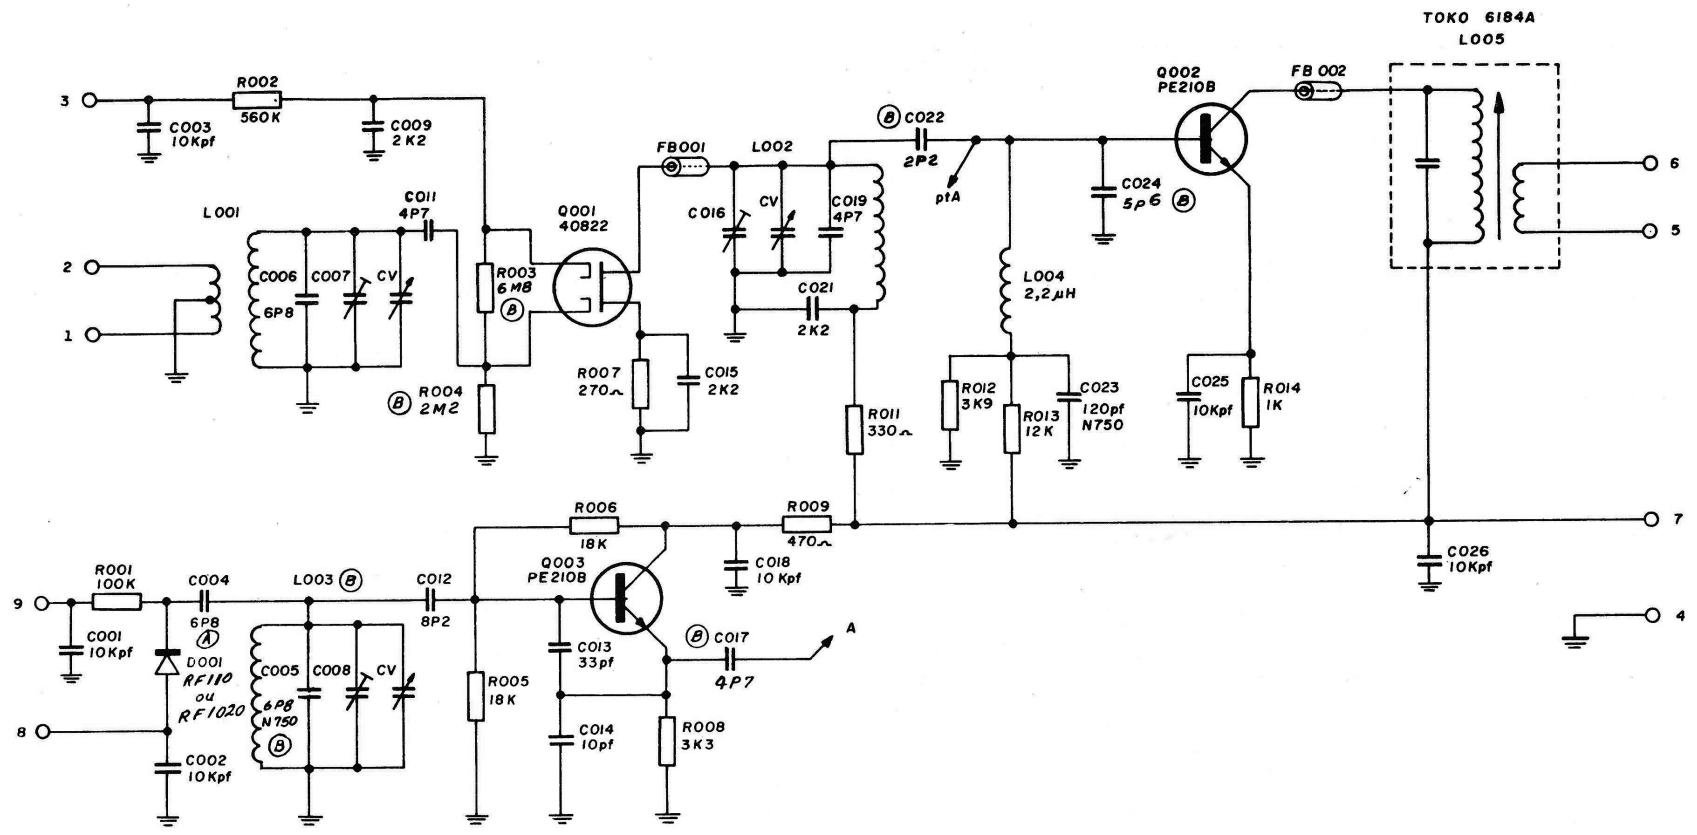 TOKO 6184A
L005
3
R002
560K
C003
10Kpf
C009
2K2
L001
C011
4P7
2
1
C006
6P8
C007
CV
R003
6M8
B
B
R004
2M2
Q001
40822
FB001
L002
C016
CV
C019
4P7
C021
2K2
R007
270Ω
C015
2K2
B
C022
2P2
ptA
Q002
PE210B
FB 002
C024
5P6
B
6
5
L004
2,2μH
R011
330Ω
R012
3K9
R013
12K
C023
120pf
N750
C025
10Kpf
R014
1K
R006
18K
R009
470Ω
7
C026
10Kpf
Q003
PE210B
C018
10Kpf
9
R001
100K
C004
6P8
A
L003
B
C012
8P2
C001
10Kpf
D001
RF110
ou
RF1020
C005
6P8
N750
B
C008
CV
R005
18K
C013
33pf
B
C017
4P7
A
4
8
C002
10Kpf
C014
10pf
R008
3K3